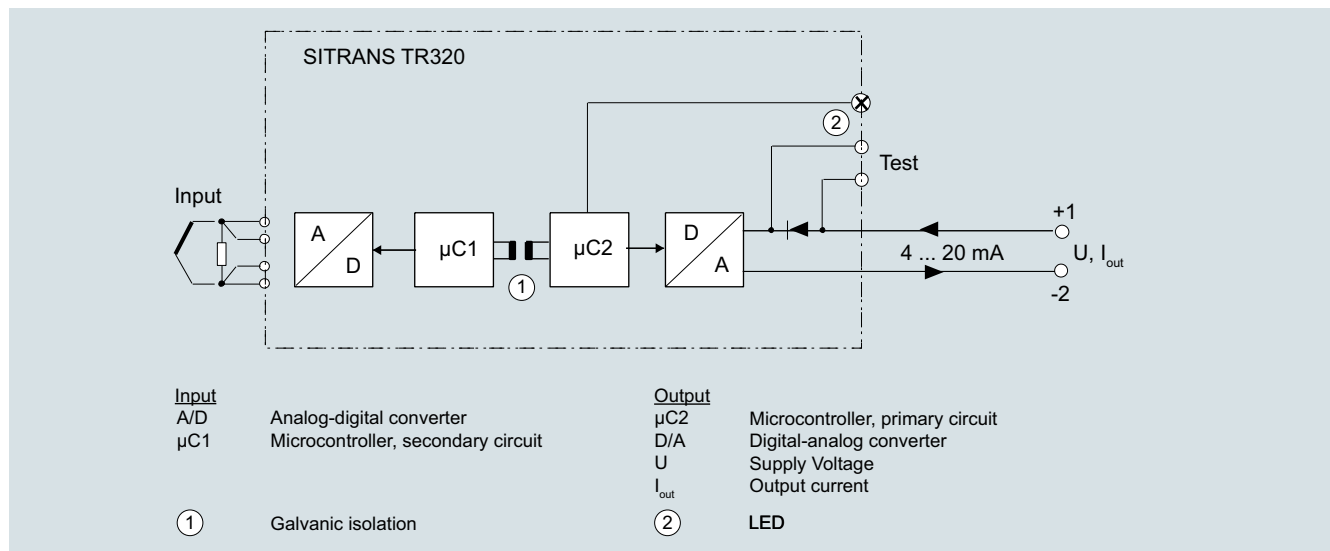 SITRANS TR320
2
Test
Input
+1
A
D
µC1
µC2
D
A
4 ... 20 mA
U, Iout
1
-2
Input
A/D Analog-digital converter
µC1 Microcontroller, secondary circuit
1 Galvanic isolation
Output
µC2 Microcontroller, primary circuit
D/A Digital-analog converter
U Supply Voltage
Iout Output current
2 LED